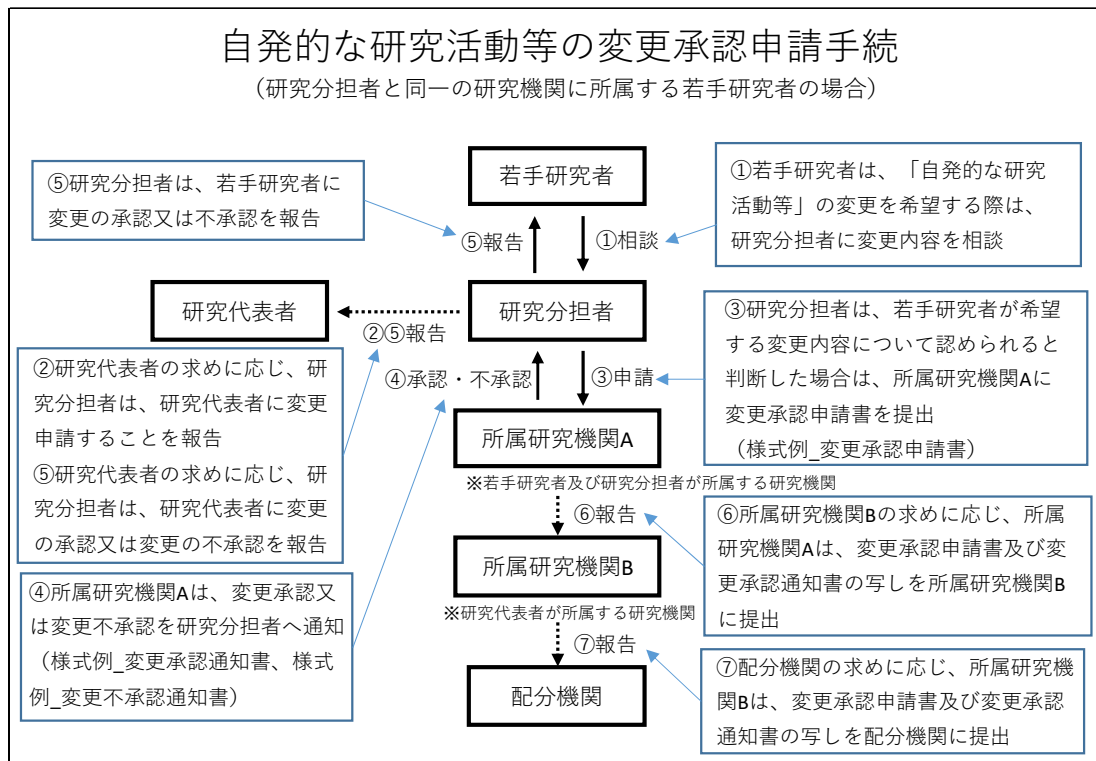 自発的な研究活動等の変更承認申請手続
（研究分担者と同一の研究機関に所属する若手研究者の場合）
⑤研究分担者は、若手研究者に
変更の承認又は不承認を報告
若手研究者
①若手研究者は、「自発的な研究
活動等」の変更を希望する際は、
研究分担者に変更内容を相談
⑤報告
①相談
研究代表者
②⑤報告
研究分担者
③研究分担者は、若手研究者が希望
する変更内容について認められると
判断した場合は、所属研究機関Aに
変更承認申請書を提出
（様式例_変更承認申請書）
②研究代表者の求めに応じ、研
究分担者は、研究代表者に変更
申請することを報告
⑤研究代表者の求めに応じ、研
究分担者は、研究代表者に変更
の承認又は変更の不承認を報告
④承認・不承認
③申請
所属研究機関A
※若手研究者及び研究分担者が所属する研究機関
⑥報告
⑥所属研究機関Bの求めに応じ、所属
研究機関Aは、変更承認申請書及び変
更承認通知書の写しを所属研究機関B
に提出
所属研究機関B
※研究代表者が所属する研究機関
④所属研究機関Aは、変更承認又
は変更不承認を研究分担者へ通知
（様式例_変更承認通知書、様式
例_変更不承認通知書）
⑦報告
⑦配分機関の求めに応じ、所属研究機
関Bは、変更承認申請書及び変更承認
通知書の写しを配分機関に提出
配分機関